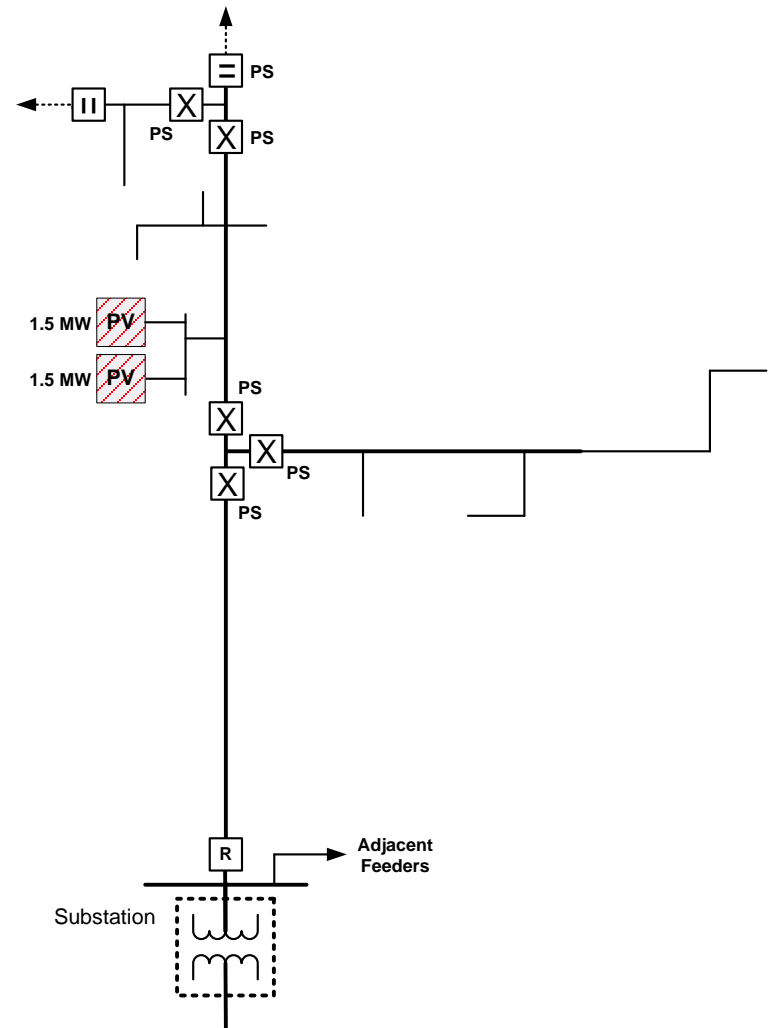 PS
PS
PS
1.5 MW PV
1.5 MW PV
PS
PS
PS
R
Adjacent
Feeders
Substation